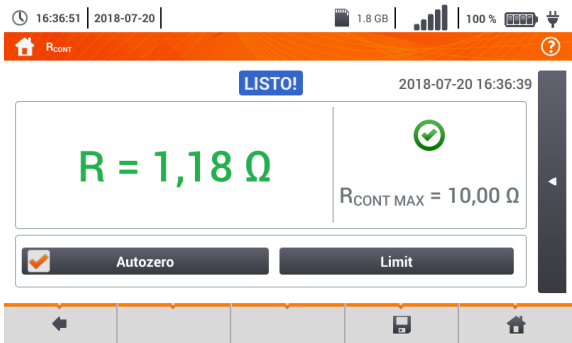 16:36:51 2018-07-20 1.8 GB 100 %
RCONT ?
LISTO! 2018-07-20 16:36:39
R = 1,18 Ω
RCONT MAX = 10,00 Ω
Autozero Limit